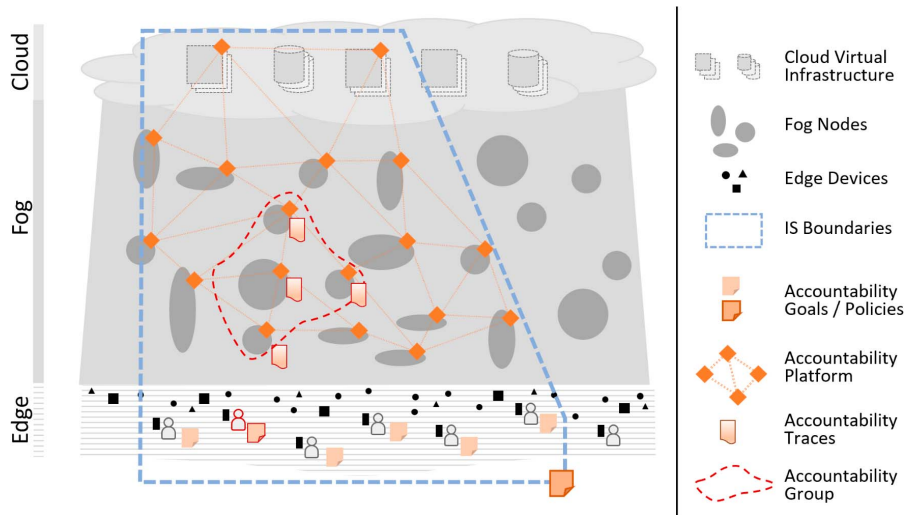 Cloud
Fog
Edge
Cloud Virtual
Infrastructure
Fog Nodes
Edge Devices
IS Boundaries
Accountability
Goals / Policies
Accountability
Platform
Accountability
Traces
Accountability
Group